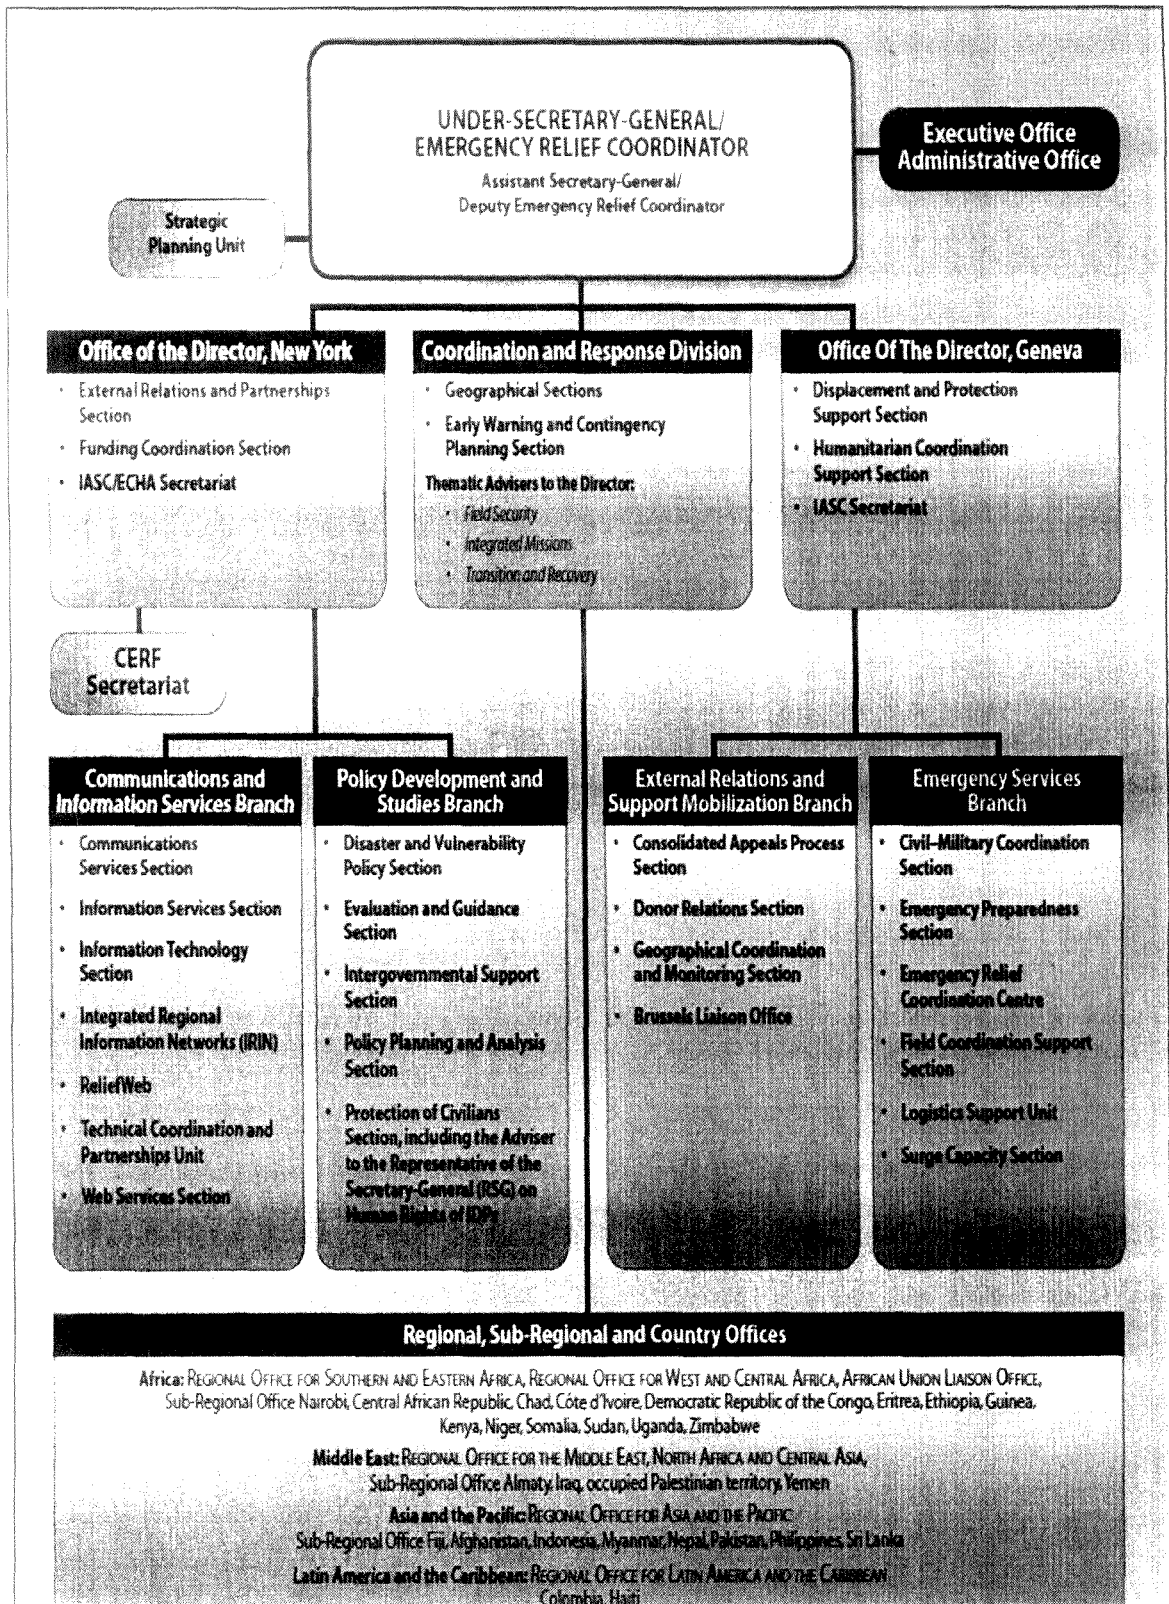 UNDER-SECRETARY-GENERAL/
EMERGENCY RELIEF COORDINATOR
Assistant Secretary-General/
Deputy Emergency Relief Coordinator
Executive Office
Administrative Office
Strategic
Planning Unit
Office of the Director, New York
• External Relations and Partnerships
Section
• Funding Coordination Section
• IASC/ECHA Secretariat
Coordination and Response Division
• Geographical Sections
• Early Warning and Contingency
Planning Section
Thematic Advisers to the Director:
• Field Security
• Integrated Missions
• Transition and Recovery
Office Of The Director, Geneva
• Displacement and Protection
Support Section
• Humanitarian Coordination
Support Section
• IASC Secretariat
CERF
Secretariat
Communications and
Information Services Branch
• Communications
Services Section
• Information Services Section
• Information Technology
Section
• Integrated Regional
Information Networks (IRIN)
• ReliefWeb
• Technical Coordination and
Partnerships Unit
• Web Services Section
Policy Development and
Studies Branch
• Disaster and Vulnerability
Policy Section
• Evaluation and Guidance
Section
• Intergovernmental Support
Section
• Policy Planning and Analysis
Section
• Protection of Civilians
Section, including the Adviser
to the Representative of the
Secretary-General (RSG) on
Human Rights of IDPs
External Relations and
Support Mobilization Branch
• Consolidated Appeals Process
Section
• Donor Relations Section
• Geographical Coordination
and Monitoring Section
• Brussels Liaison Office
Emergency Services
Branch
• Civil–Military Coordination
Section
• Emergency Preparedness
Section
• Emergency Relief
Coordination Centre
• Field Coordination Support
Section
• Logistics Support Unit
• Surge Capacity Section
Regional, Sub-Regional and Country Offices
Africa: REGIONAL OFFICE FOR SOUTHERN AND EASTERN AFRICA, REGIONAL OFFICE FOR WEST AND CENTRAL AFRICA, AFRICAN UNION LIAISON OFFICE,
Sub-Regional Office Nairobi, Central African Republic, Chad, Côte d'Ivoire, Democratic Republic of the Congo, Eritrea, Ethiopia, Guinea,
Kenya, Niger, Somalia, Sudan, Uganda, Zimbabwe
Middle East: REGIONAL OFFICE FOR THE MIDDLE EAST, NORTH AFRICA AND CENTRAL ASIA,
Sub-Regional Office Almaty, Iraq, occupied Palestinian territory, Yemen
Asia and the Pacific: REGIONAL OFFICE FOR ASIA AND THE PACIFIC
Sub-Regional Office Fiji, Afghanistan, Indonesia, Myanmar, Nepal, Pakistan, Philippines, Sri Lanka
Latin America and the Caribbean: REGIONAL OFFICE FOR LATIN AMERICA AND THE CARIBBEAN
Colombia, Haiti